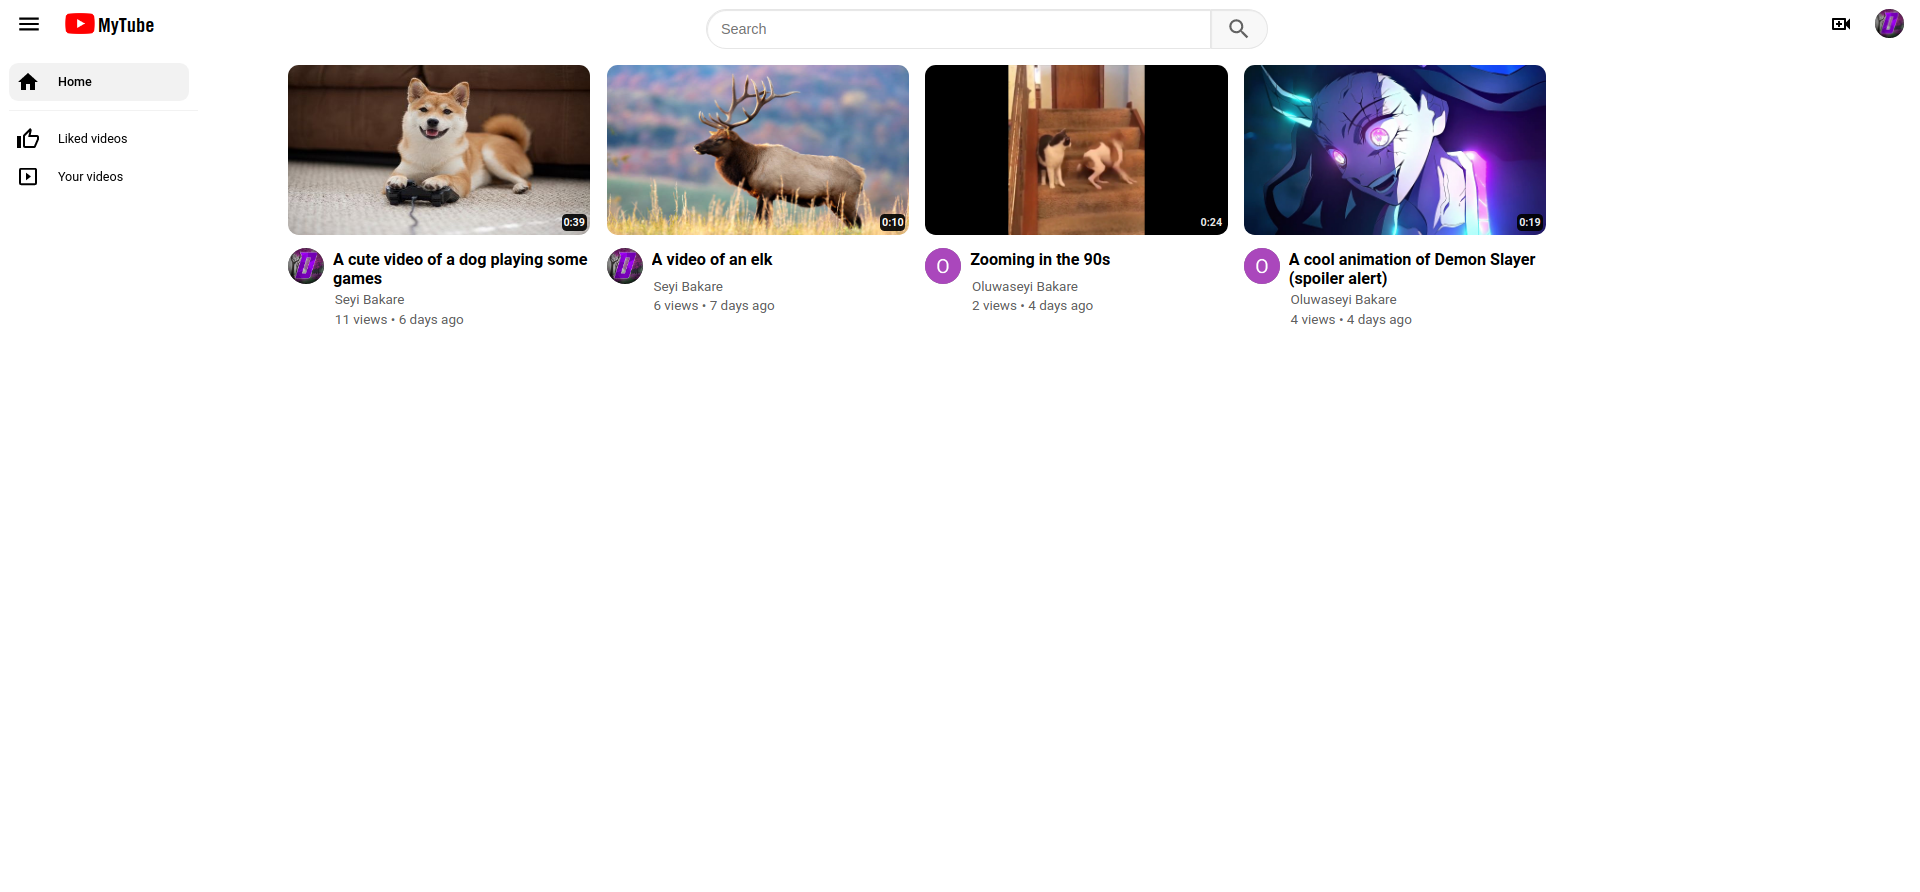 MyTube
Search
Home
Liked videos
Your videos
0:39
0:10
0:24
0:19
A cute video of a dog playing some
games
Seyi Bakare
11 views • 6 days ago
A video of an elk
Seyi Bakare
6 views • 7 days ago
O
Zooming in the 90s
Oluwaseyi Bakare
2 views • 4 days ago
O
A cool animation of Demon Slayer
(spoiler alert)
Oluwaseyi Bakare
4 views • 4 days ago